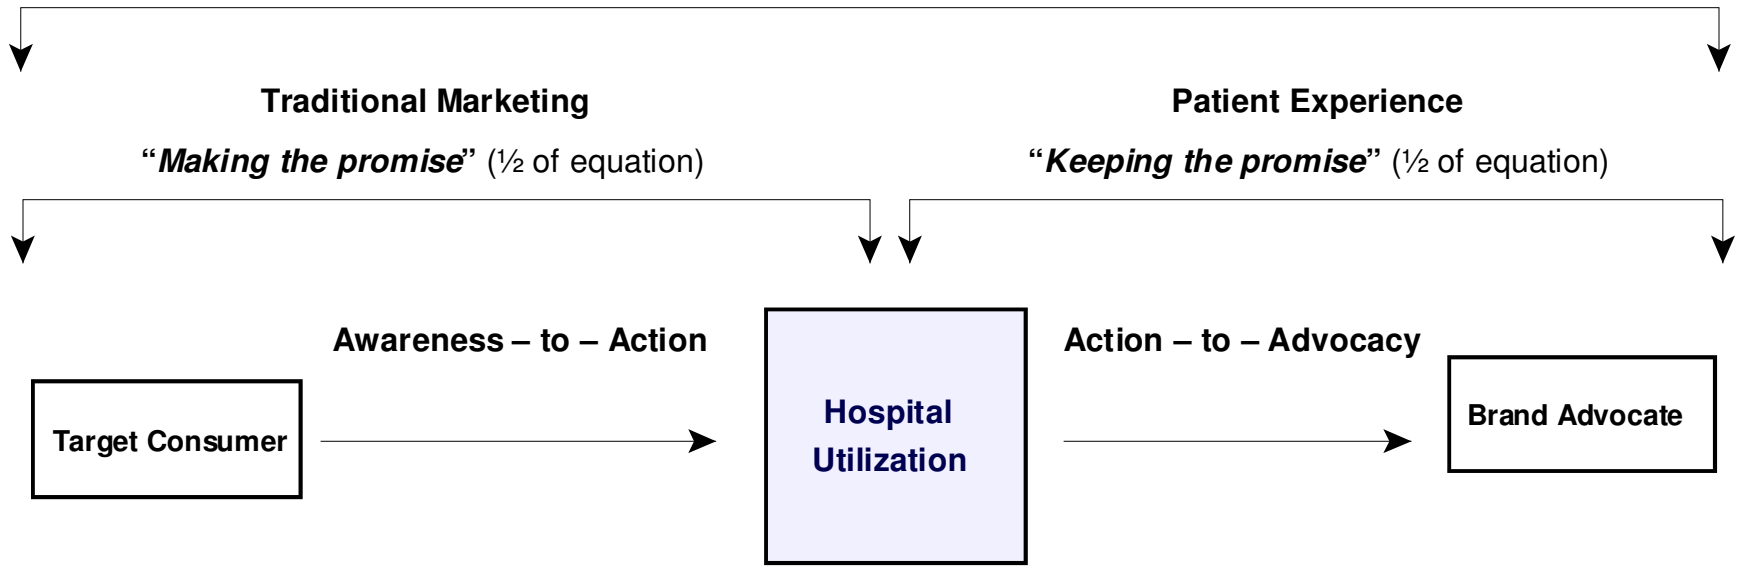 Traditional Marketing
“Making the promise” (½ of equation)
Patient Experience
“Keeping the promise” (½ of equation)
Awareness – to – Action
Action – to – Advocacy
Target Consumer
Hospital
Utilization
Brand Advocate